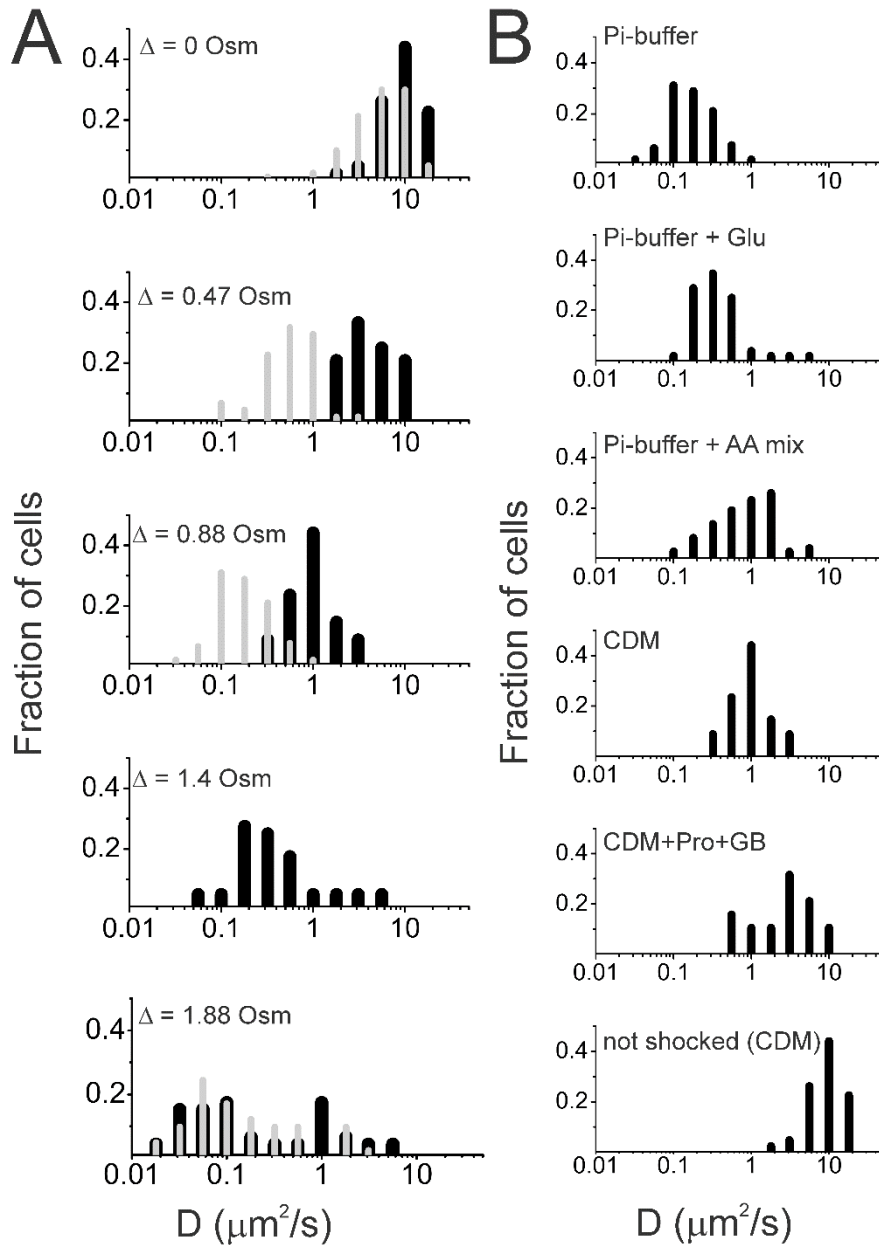 A
Δ = 0 Osm
0.4
0.2
0.01 0.1 1 10
Δ = 0.47 Osm
0.4
0.2
0.01 0.1 1 10
Δ = 0.88 Osm
0.4
0.2
0.01 0.1 1 10
Δ = 1.4 Osm
0.4
0.2
0.01 0.1 1 10
Δ = 1.88 Osm
0.4
0.2
0.01 0.1 1 10
Fraction of cells
D (μm²/s)
B
Pi-buffer
0.4
0.2
0.01 0.1 1 10
Pi-buffer + Glu
0.4
0.2
0.01 0.1 1 10
Pi-buffer + AA mix
0.4
0.2
0.01 0.1 1 10
CDM
0.4
0.2
0.01 0.1 1 10
CDM+Pro+GB
0.4
0.2
0.01 0.1 1 10
not shocked (CDM)
0.4
0.2
0.01 0.1 1 10
Fraction of cells
D (μm²/s)